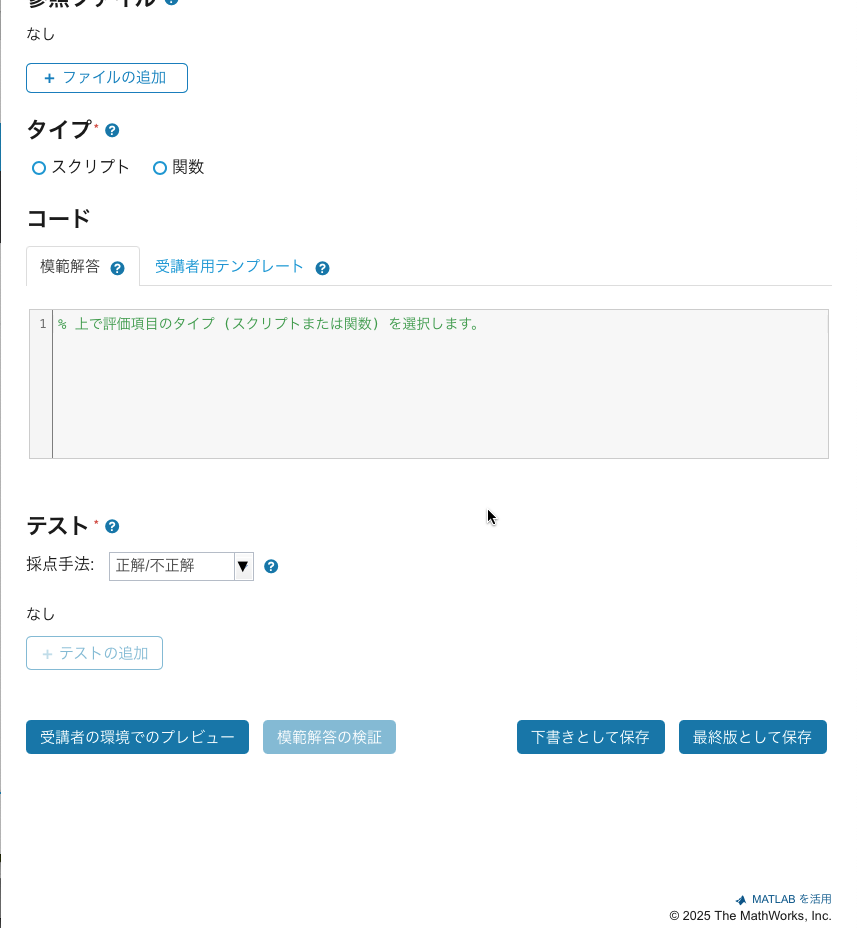 参照ファイル
なし
+ ファイルの追加
タイプ * ?
スクリプト 関数
コード
模範解答 ? 受講者用テンプレート ?
1 % 上で評価項目のタイプ (スクリプトまたは関数) を選択します。
テスト * ?
採点手法: 正解/不正解 ▼ ?
なし
+ テストの追加
受講者の環境でのプレビュー 模範解答の検証 下書きとして保存 最終版として保存
MATLAB を活用
© 2025 The MathWorks, Inc.